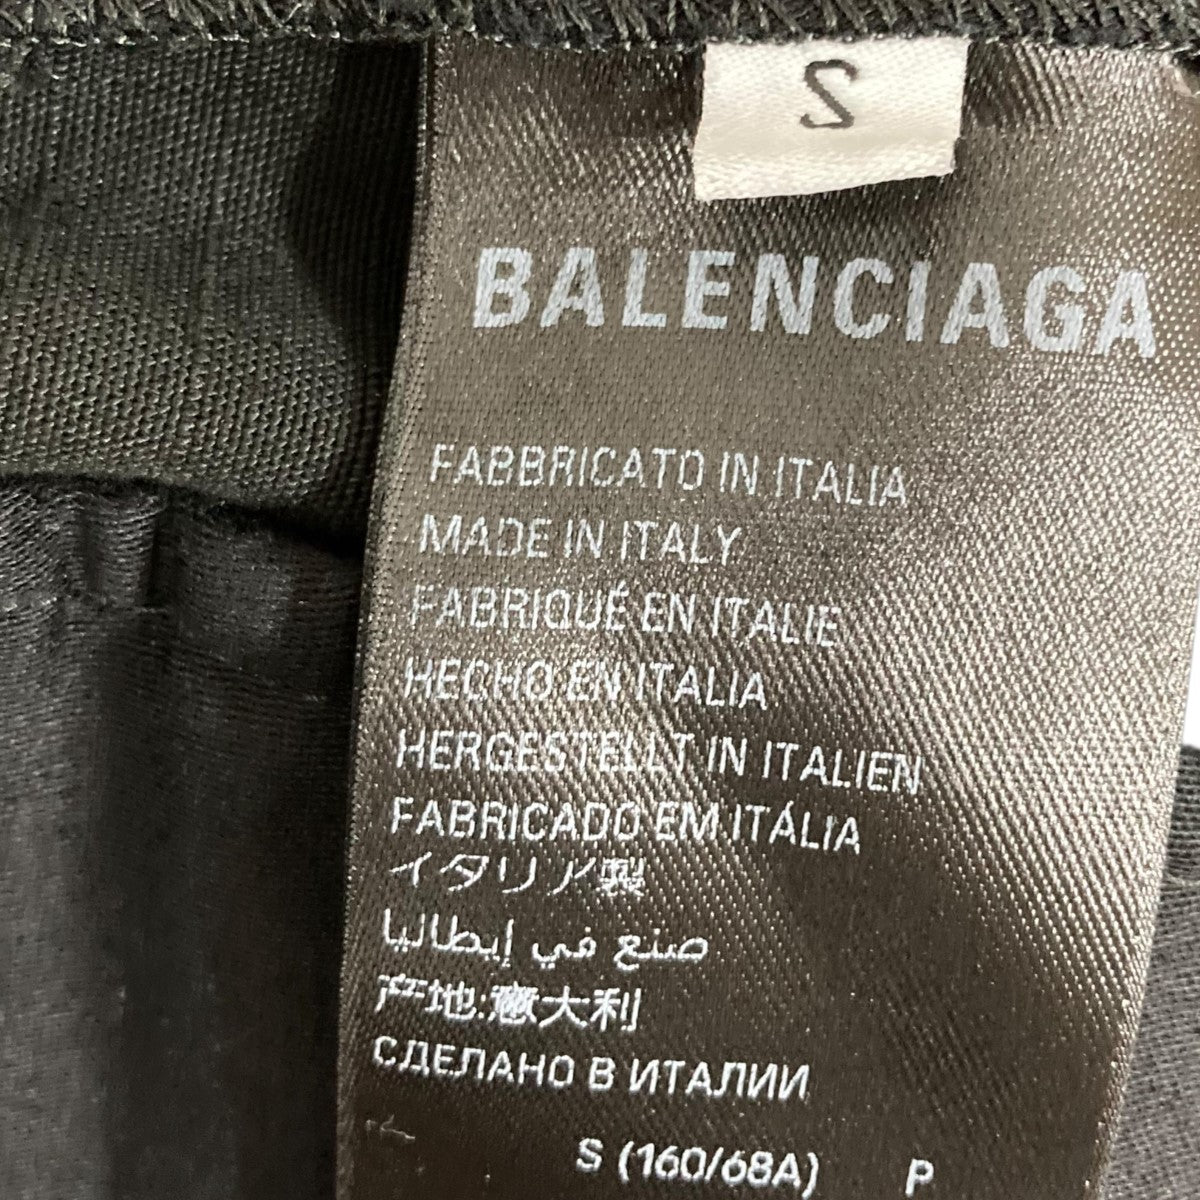 S
BALENCIAGA
FABBRICATO IN ITALIA
MADE IN ITALY
FABRIQUÉ EN ITALIE
HECHO EN ITALIA
HERGESTELLT IN ITALIEN
FABRICADO EM ITÁLIA
イタリア製
صنع في إيطاليا
产地:意大利
СДЕЛАНО В ИТАЛИИ
S (160/68A) P